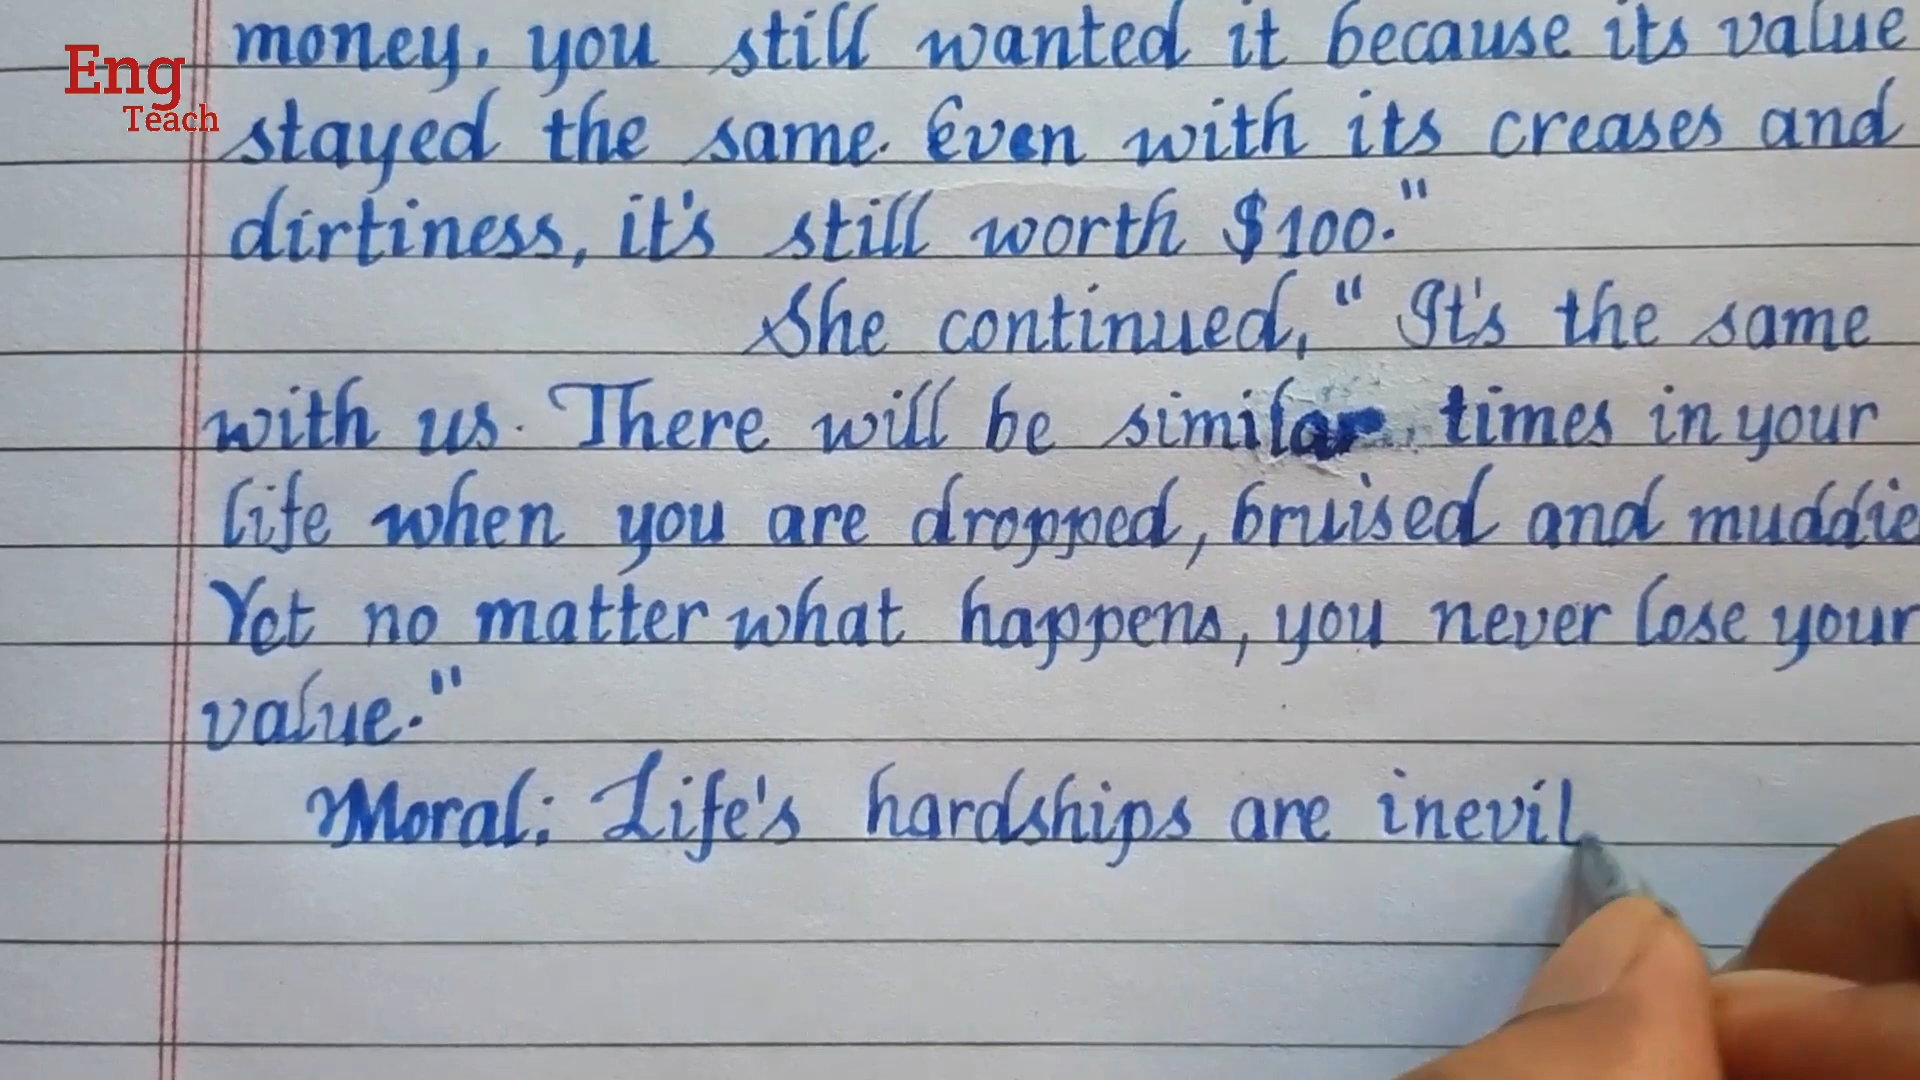 Eng
Teach
money, you still wanted it because its value
stayed the same. Even with its creases and
dirtiness, it's still worth $100."
She continued, "It's the same
with us. There will be similar times in your
life when you are dropped, bruised and muddie
Yet no matter what happens, you never lose your
value."
Moral: Life's hardships are inevil